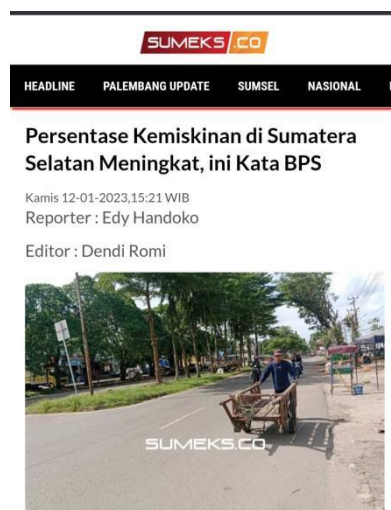 SUMEKS.CO
HEADLINE PALEMBANG UPDATE SUMSEL NASIONAL
Persentase Kemiskinan di Sumatera
Selatan Meningkat, ini Kata BPS
Kamis 12-01-2023,15:21 WIB
Reporter : Edy Handoko
Editor : Dendi Romi
SUMEKS.CO